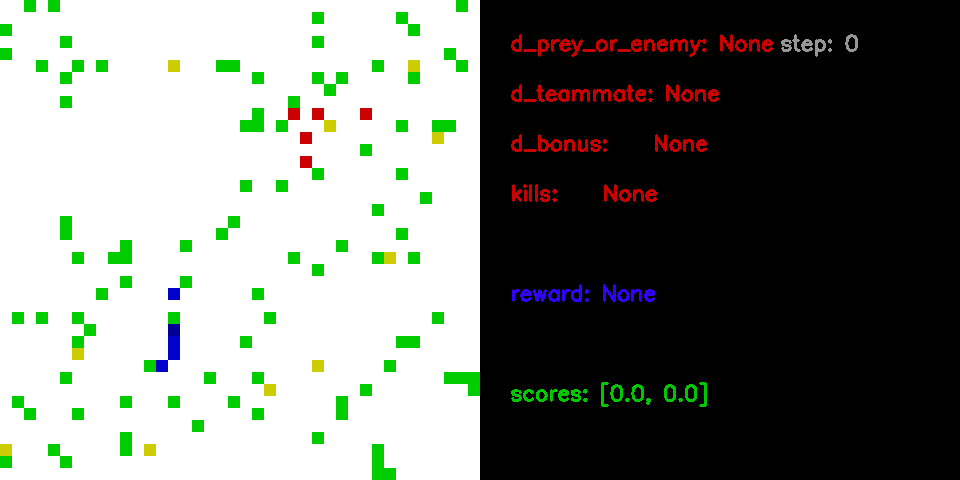 d_prey_or_enemy: None step: 0
d_teammate: None
d_bonus: None
kills: None
reward: None
scores: [0.0, 0.0]